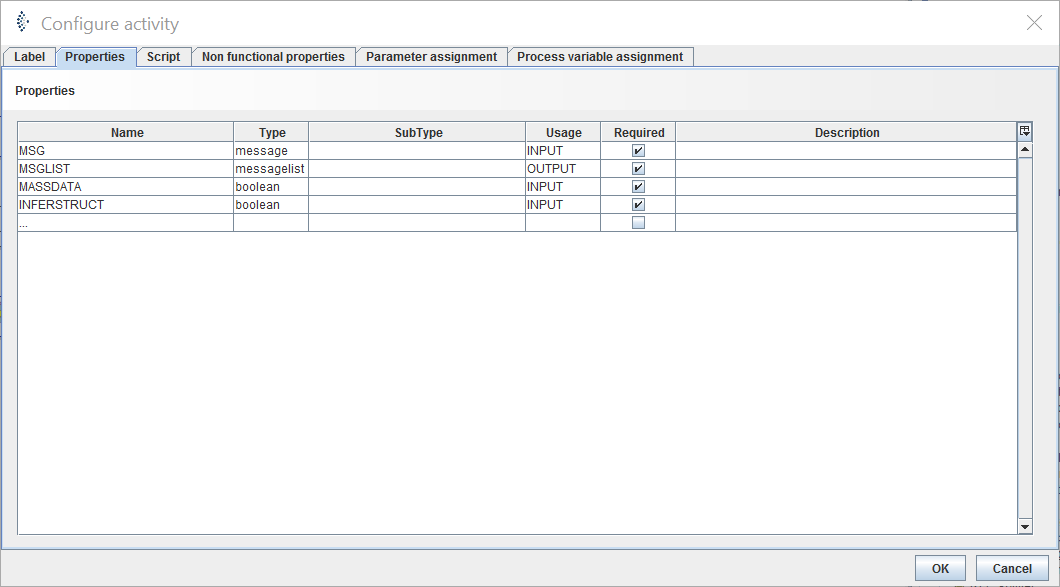 Configure activity
Label Properties Script Non functional properties Parameter assignment Process variable assignment
Properties
Name Type SubType Usage Required Description
MSG message INPUT
MSGLIST messagelist OUTPUT
MASSDATA boolean INPUT
INFERSTRUCT boolean INPUT
...
OK Cancel